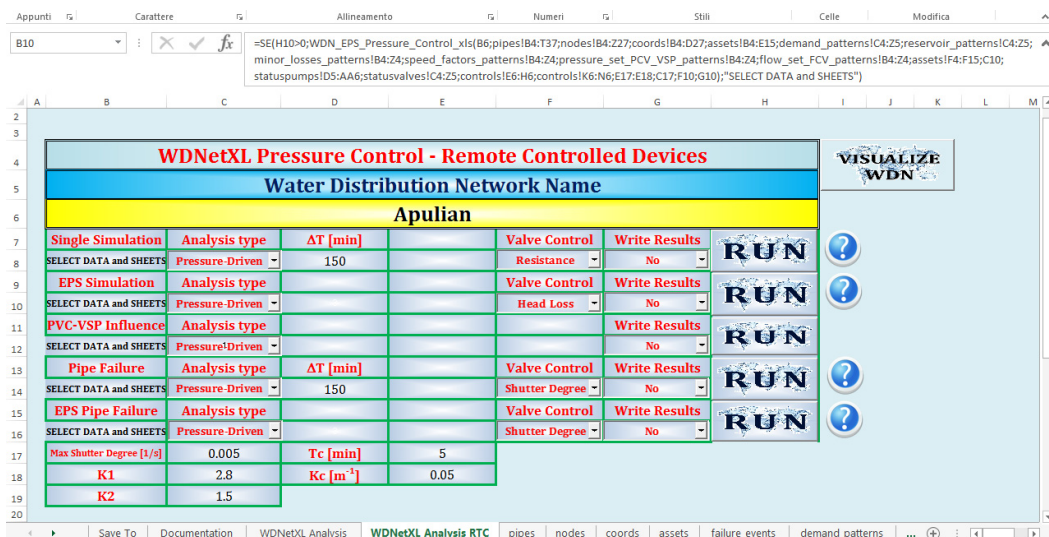 Appunti Carattere Allineamento Numeri Stili Celle Modifica
B10 fx =SE(H10>0;WDN_EPS_Pressure_Control_xls(B6;pipes!B4:T37;nodes!B4:Z27;coords!B4:D27;assets!B4:E15;demand_patterns!C4:Z5;reservoir_patterns!C4:Z5;
minor_losses_patterns!B4:Z4;speed_factors_patterns!B4:Z4;pressure_set_PCV_VSP_patterns!B4:Z4;flow_set_FCV_patterns!B4:Z4;assets!F4:F15;C10;
statuspumps!D5:AA6;statusvalves!C4:Z5;controls!E6:H6;controls!K6:N6;E17:E18;C17;F10;G10);"SELECT DATA and SHEETS")
A B C D E F G H I J K L M
2
3
4 WDNetXL Pressure Control - Remote Controlled Devices VISUALIZE WDN
5 Water Distribution Network Name
6 Apulian
7 Single Simulation Analysis type ΔT [min] Valve Control Write Results RUN ?
8 SELECT DATA and SHEETS Pressure-Driven 150 Resistance No
9 EPS Simulation Analysis type Valve Control Write Results RUN ?
10 SELECT DATA and SHEETS Pressure-Driven Head Loss No
11 PVC-VSP Influence Analysis type Write Results RUN
12 SELECT DATA and SHEETS Pressure-Driven No
13 Pipe Failure Analysis type ΔT [min] Valve Control Write Results RUN ?
14 SELECT DATA and SHEETS Pressure-Driven 150 Shutter Degree No
15 EPS Pipe Failure Analysis type Valve Control Write Results RUN ?
16 SELECT DATA and SHEETS Pressure-Driven Shutter Degree No
17 Max Shutter Degree [1/s] 0.005 Tc [min] 5
18 K1 2.8 Kc [m⁻¹] 0.05
19 K2 1.5
20
Save To Documentation WDNetXL Analysis WDNetXL Analysis RTC pipes nodes coords assets failure events demand patterns ...